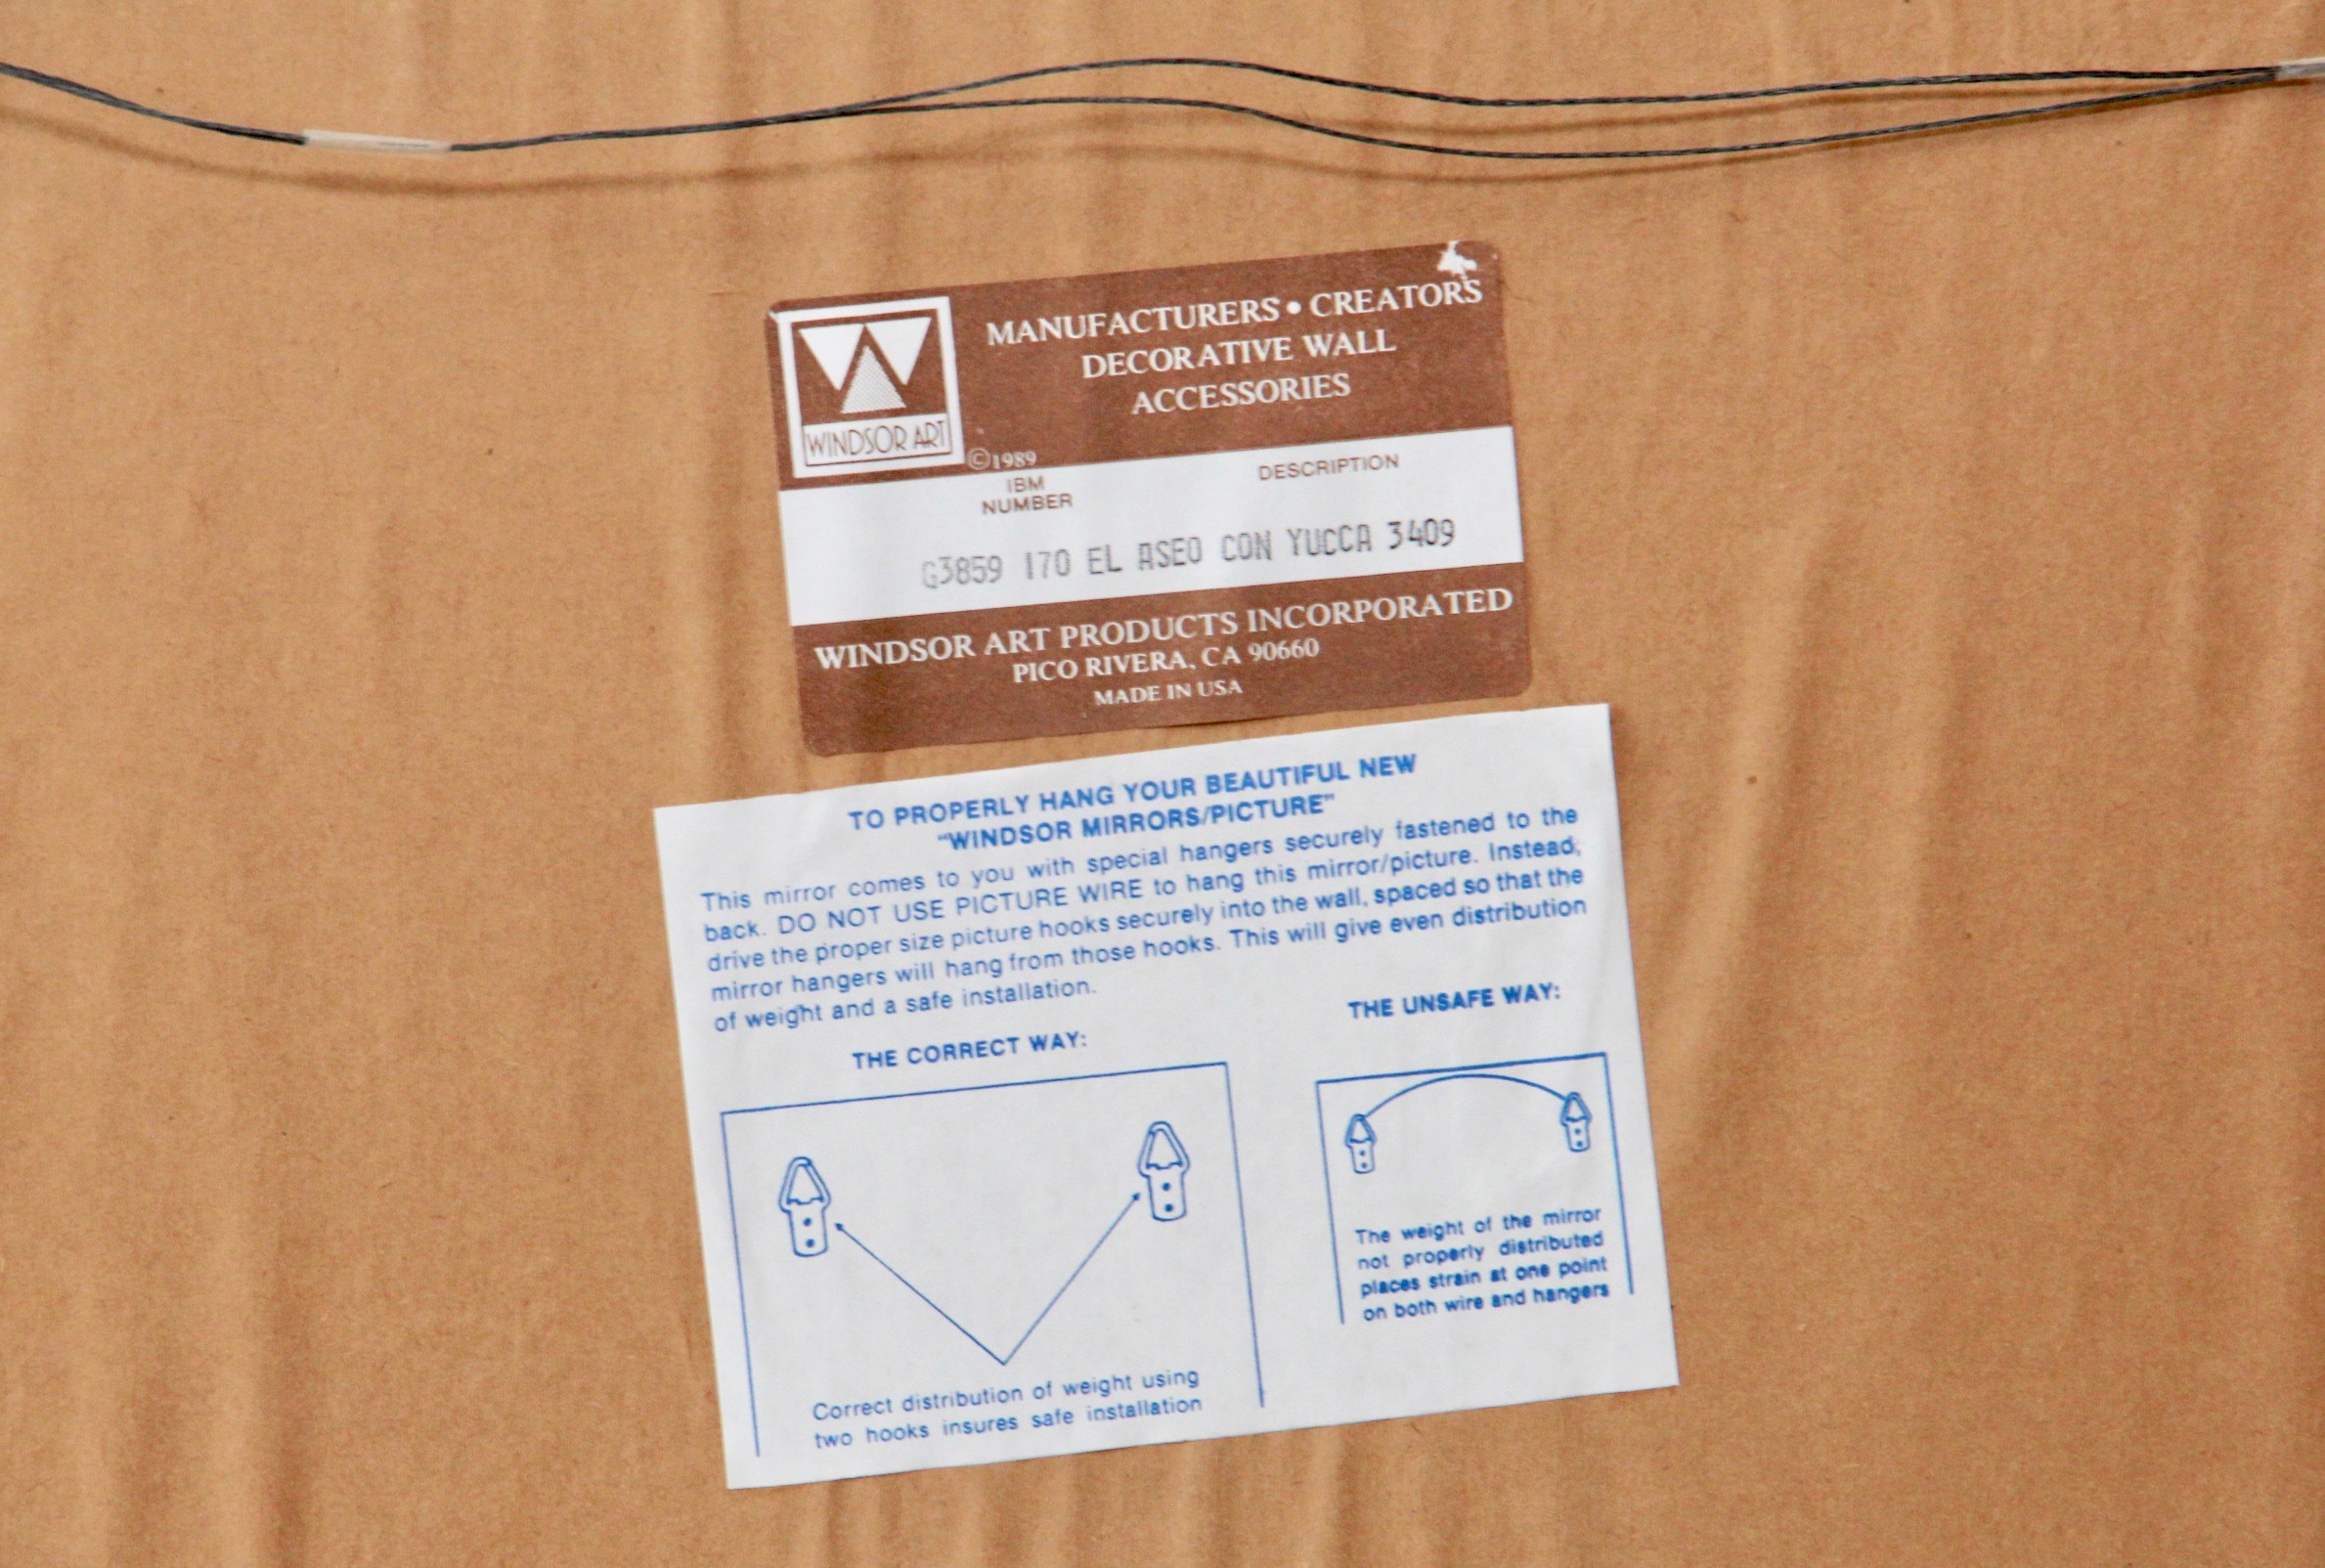 MANUFACTURERS • CREATORS
DECORATIVE WALL
ACCESSORIES
WINDSOR ART
©1989
IBM
NUMBER
DESCRIPTION
G3859 170 EL ASEO CON YUCCA 3409
WINDSOR ART PRODUCTS INCORPORATED
PICO RIVERA, CA 90660
MADE IN USA
TO PROPERLY HANG YOUR BEAUTIFUL NEW
"WINDSOR MIRRORS/PICTURE"
This mirror comes to you with special hangers securely fastened to the
back. DO NOT USE PICTURE WIRE to hang this mirror/picture. Instead,
drive the proper size picture hooks securely into the wall, spaced so that the
mirror hangers will hang from those hooks. This will give even distribution
of weight and a safe installation.
THE CORRECT WAY:
Correct distribution of weight using
two hooks insures safe installation
THE UNSAFE WAY:
The weight of the mirror
not properly distributed
places strain at one point
on both wire and hangers